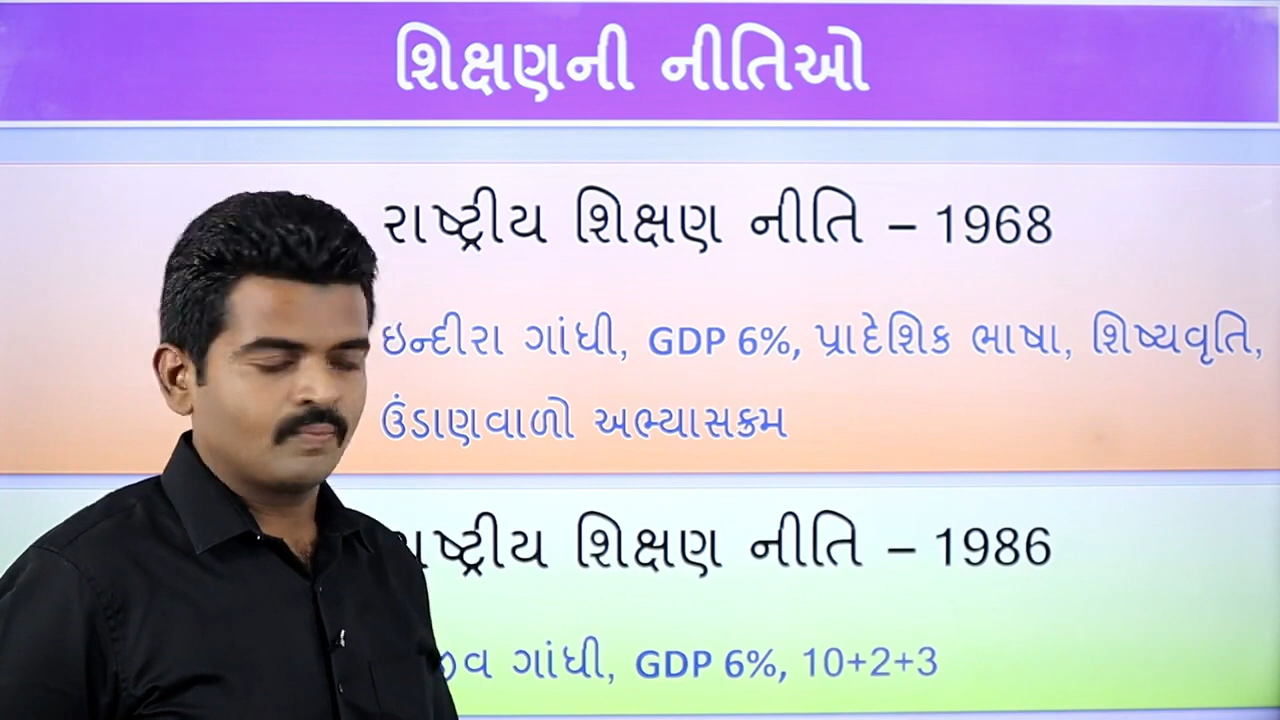 શિક્ષણની નીતિઓ
રાષ્ટ્રીય શિક્ષણ નીતિ – 1968
ઇન્દીરા ગાંધી, GDP 6%, પ્રાદેશિક ભાષા, શિષ્યવૃતિ,
ઉંડાણવાળો અભ્યાસક્રમ
શિક્ષણ નીતિ – 1986
ગાંધી, GDP 6%, 10+2+3